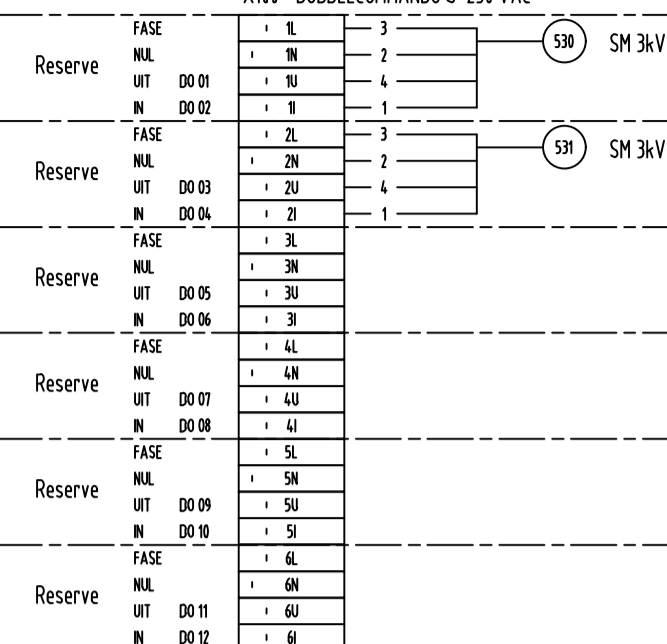 FASE 1L 3
NUL 1N 2 530 SM 3kV
Reserve
UIT DO 01 1U 4
IN DO 02 1I 1
FASE 2L 3
NUL 2N 2 531 SM 3kV
Reserve
UIT DO 03 2U 4
IN DO 04 2I 1
FASE 3L
NUL 3N
Reserve
UIT DO 05 3U
IN DO 06 3I
FASE 4L
NUL 4N
Reserve
UIT DO 07 4U
IN DO 08 4I
FASE 5L
NUL 5N
Reserve
UIT DO 09 5U
IN DO 10 5I
FASE 6L
NUL 6N
Reserve
UIT DO 11 6U
IN DO 12 6I